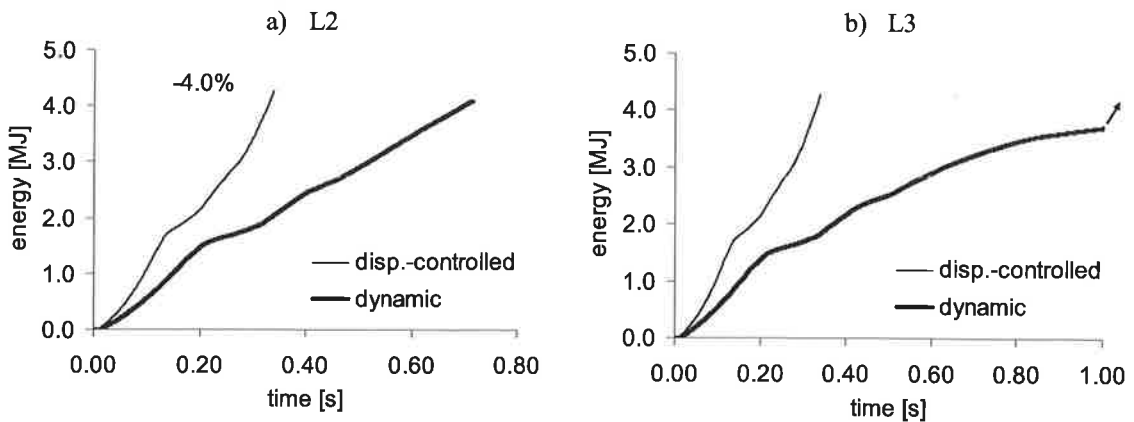 a) L2
5.0
4.0
3.0
2.0
1.0
0.0
energy [MJ]
-4.0%
disp.-controlled
dynamic
0.00 0.20 0.40 0.60 0.80
time [s]
b) L3
5.0
4.0
3.0
2.0
1.0
0.0
energy [MJ]
disp.-controlled
dynamic
0.00 0.20 0.40 0.60 0.80 1.00
time [s]